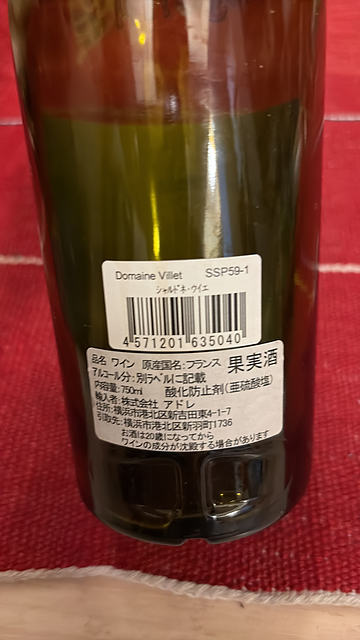 Domaine Villet SSP59-1
シャルドネ・ウイエ
4 571201 635040
品名 ワイン 原産国名:フランス 果実酒
アルコール分:別ラベルに記載
内容量:750ml 酸化防止剤(亜硫酸塩)
輸入者:株式会社 アドレ
住所:横浜市港北区新吉田東4-1-7
引取先:横浜市港北区新羽町1736
お酒は20歳になってから
ワインの成分が沈殿する場合があります